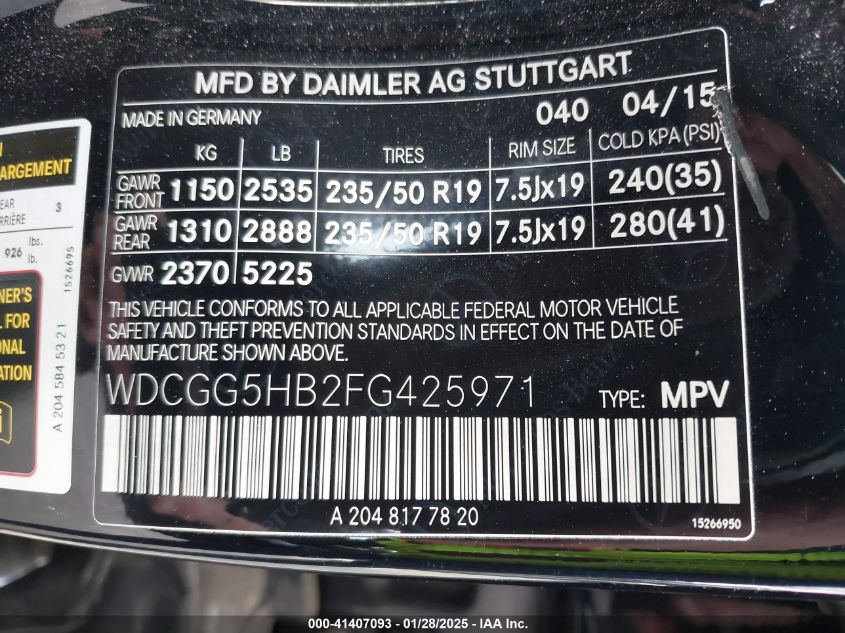 MFD BY DAIMLER AG STUTTGART
MADE IN GERMANY 040 04/15
KG LB TIRES RIM SIZE COLD KPA(PSI)
GAWR FRONT 1150 2535 235/50 R19 7.5Jx19 240(35)
GAWR REAR 1310 2888 235/50 R19 7.5Jx19 280(41)
GVWR 2370 5225
THIS VEHICLE CONFORMS TO ALL APPLICABLE FEDERAL MOTOR VEHICLE
SAFETY AND THEFT PREVENTION STANDARDS IN EFFECT ON THE DATE OF
MANUFACTURE SHOWN ABOVE.
WDCGG5HB2FG425971 TYPE: MPV
A 204 817 78 20
15266950
3
926 lbs.
lb.
1526695
A 204 584 53 21
FOR
000-41407093 - 01/28/2025 - IAA Inc.